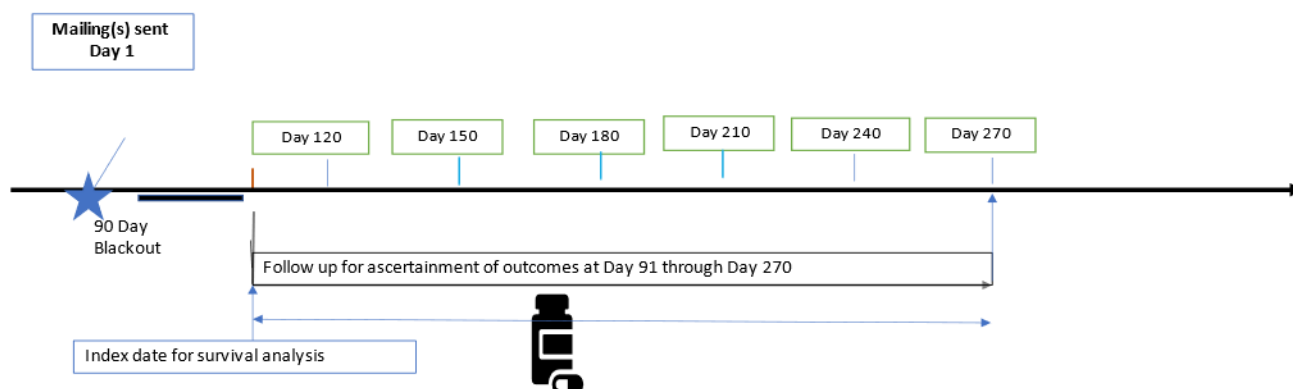 Mailing(s) sent
Day 1
Day 120
Day 150
Day 180
Day 210
Day 240
Day 270
90 Day
Blackout
Follow up for ascertainment of outcomes at Day 91 through Day 270
Index date for survival analysis